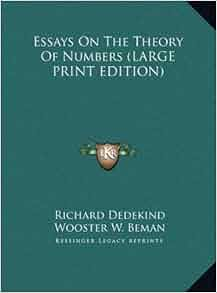 Essays On The Theory
Of Numbers (LARGE
PRINT EDITION)
Richard Dedekind
Wooster W. Beman
Kessinger Legacy Reprints